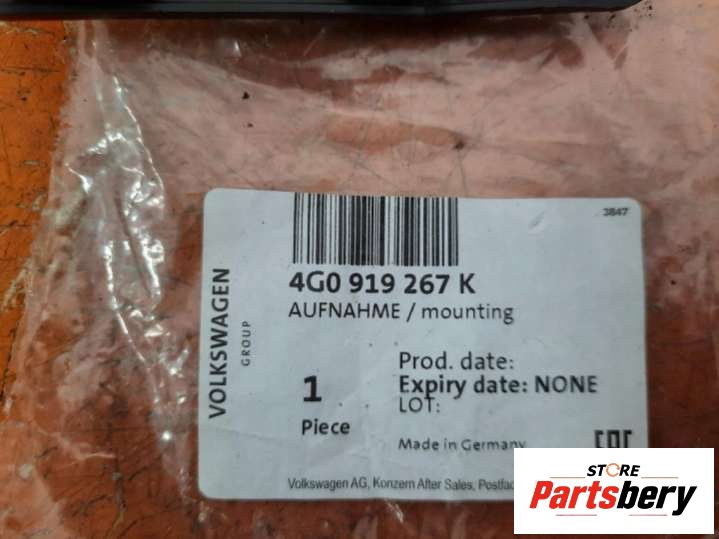 3847
VOLKSWAGEN
GROUP
4G0 919 267 K
AUFNAHME / mounting
1
Piece
Prod. date:
Expiry date: NONE
LOT:
Made in Germany
EAC
Volkswagen AG, Konzern After Sales, Postfac
STORE
Partsbery